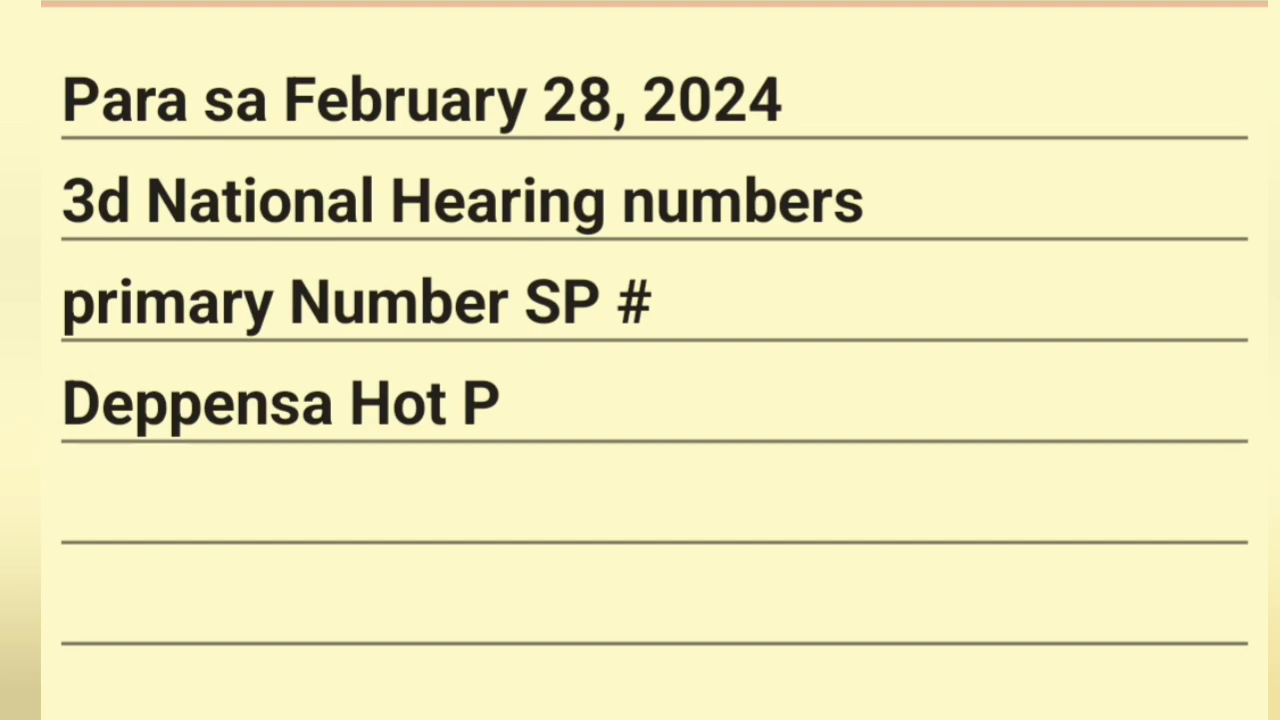 Para sa February 28, 2024
3d National Hearing numbers
primary Number SP #
Deppensa Hot P